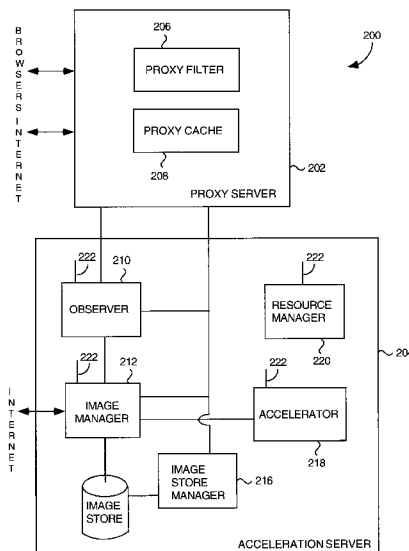 206
200
PROXY FILTER
BROWSERS
PROXY CACHE
INTERNET
208
202
PROXY SERVER
222
210
222
OBSERVER
RESOURCE
MANAGER
220
222
212
222
20
IMAGE
MANAGER
ACCELERATOR
INTERNET
218
IMAGE
STORE
MANAGER
216
IMAGE
STORE
ACCELERATION SERVER